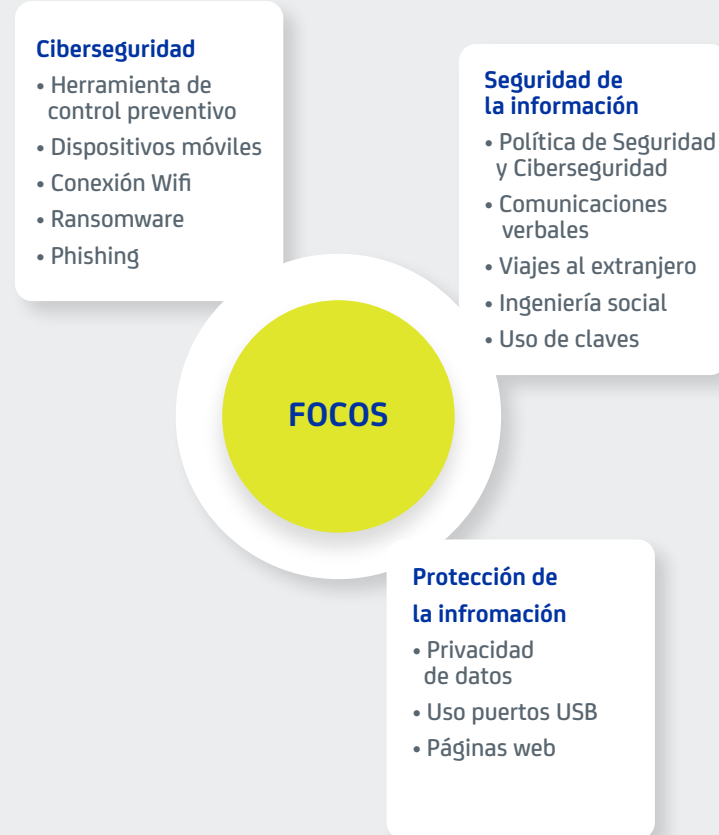 Ciberseguridad
• Herramienta de
control preventivo
• Dispositivos móviles
• Conexión Wifi
• Ransomware
• Phishing
Seguridad de
la información
• Política de Seguridad
y Ciberseguridad
• Comunicaciones
verbales
• Viajes al extranjero
• Ingeniería social
• Uso de claves
FOCOS
Protección de
la infromación
• Privacidad
de datos
• Uso puertos USB
• Páginas web